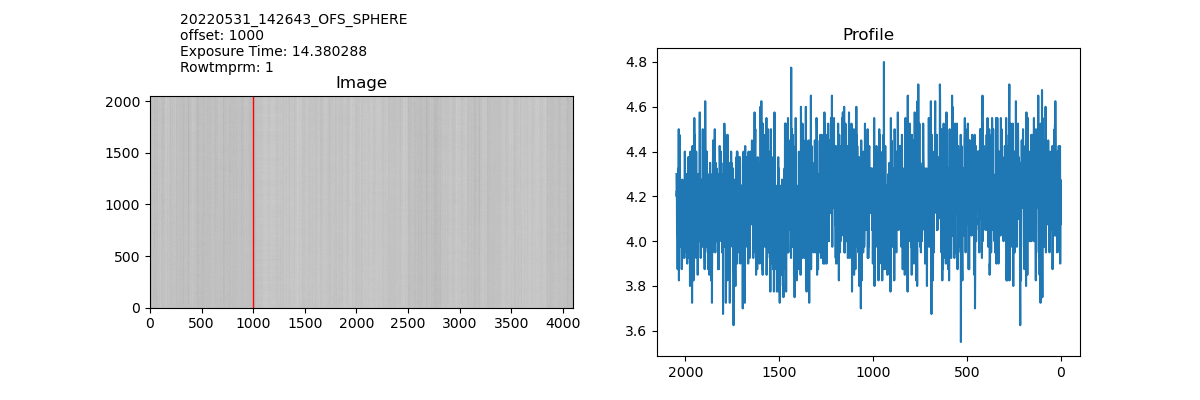 20220531_142643_OFS_SPHERE
offset: 1000
Exposure Time: 14.380288
Rowtmprm: 1
Image
2000
1500
1000
500
0
0 500 1000 1500 2000 2500 3000 3500 4000
Profile
4.8
4.6
4.4
4.2
4.0
3.8
3.6
2000 1500 1000 500 0